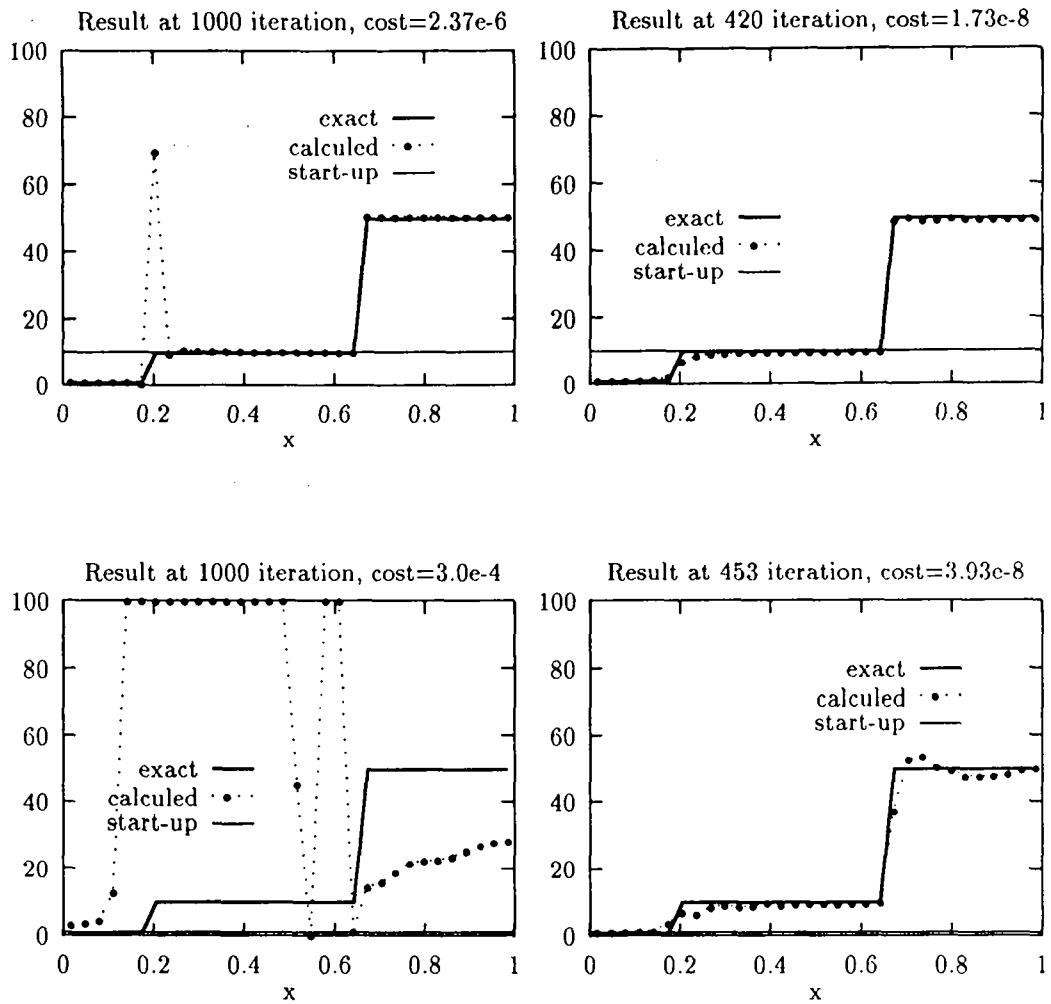 Result at 1000 iteration, cost=2.37e-6
100
80
60
40
20
0
exact
calculed
start-up
0 0.2 0.4 0.6 0.8 1
x
Result at 420 iteration, cost=1.73e-8
100
80
60
40
20
0
exact
calculed
start-up
0 0.2 0.4 0.6 0.8 1
x
Result at 1000 iteration, cost=3.0e-4
100
80
60
40
20
0
exact
calculed
start-up
0 0.2 0.4 0.6 0.8 1
x
Result at 453 iteration, cost=3.93e-8
100
80
60
40
20
0
exact
calculed
start-up
0 0.2 0.4 0.6 0.8 1
x